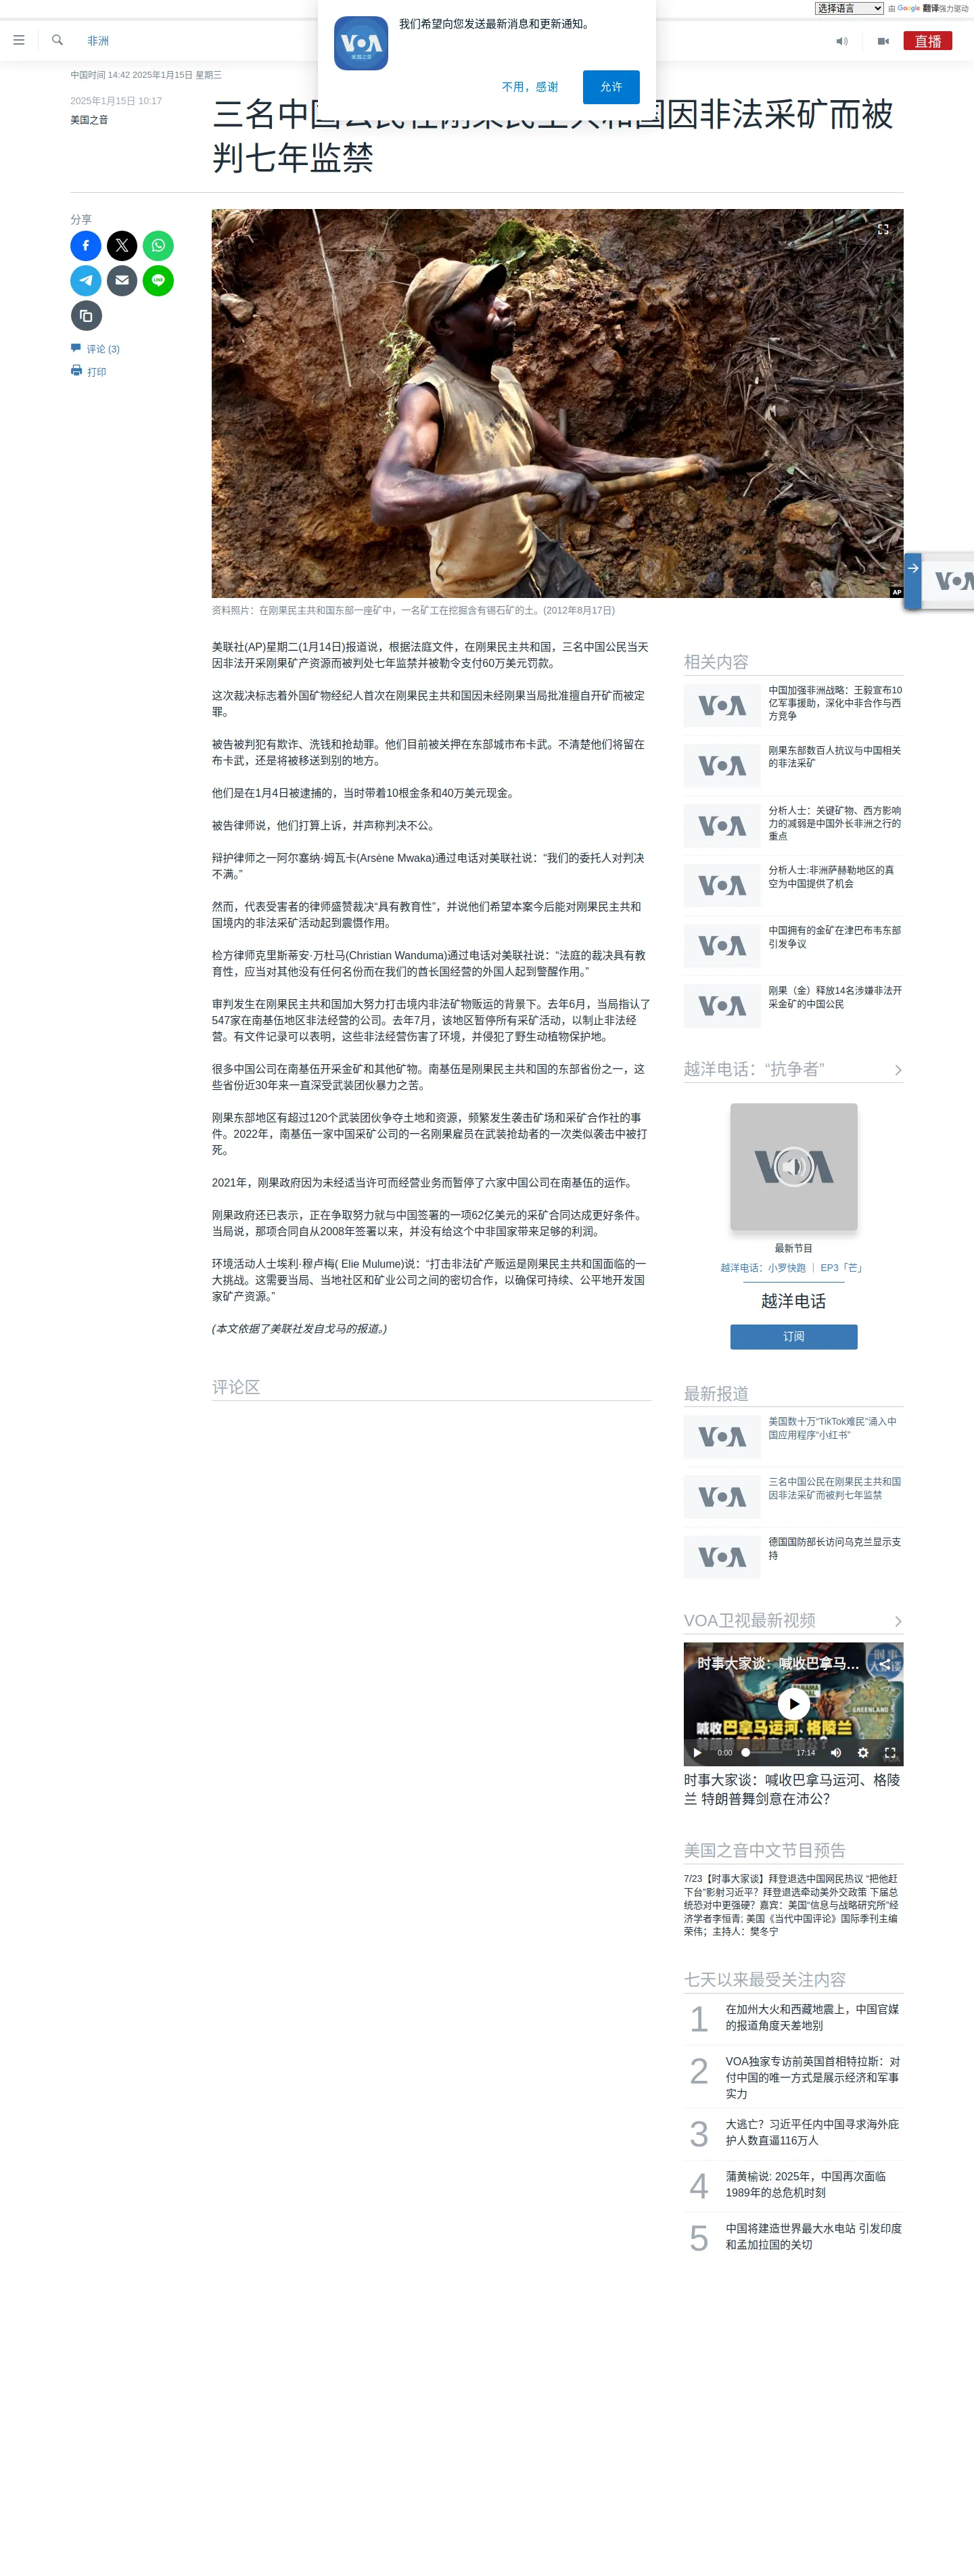 选择语言
由 Google 翻译强力驱动
我们希望向您发送最新消息和更新通知。
VOA
美国之音
不用，感谢
允许
非洲
直播
中国时间 14:42 2025年1月15日 星期三
2025年1月15日 10:17
美国之音
三名中国公民在刚果民主共和国因非法采矿而被
判七年监禁
分享
LINE
评论 (3)
打印
AP
VOA
资料照片：在刚果民主共和国东部一座矿中，一名矿工在挖掘含有锡石矿的土。(2012年8月17日)
美联社(AP)星期二(1月14日)报道说，根据法庭文件，在刚果民主共和国，三名中国公民当天
因非法开采刚果矿产资源而被判处七年监禁并被勒令支付60万美元罚款。
这次裁决标志着外国矿物经纪人首次在刚果民主共和国因未经刚果当局批准擅自开矿而被定
罪。
被告被判犯有欺诈、洗钱和抢劫罪。他们目前被关押在东部城市布卡武。不清楚他们将留在
布卡武，还是将被移送到别的地方。
他们是在1月4日被逮捕的，当时带着10根金条和40万美元现金。
被告律师说，他们打算上诉，并声称判决不公。
辩护律师之一阿尔塞纳·姆瓦卡(Arsène Mwaka)通过电话对美联社说：“我们的委托人对判决
不满。”
然而，代表受害者的律师盛赞裁决“具有教育性”，并说他们希望本案今后能对刚果民主共和
国境内的非法采矿活动起到震慑作用。
检方律师克里斯蒂安·万杜马(Christian Wanduma)通过电话对美联社说：“法庭的裁决具有教
育性，应当对其他没有任何名份而在我们的酋长国经营的外国人起到警醒作用。”
审判发生在刚果民主共和国加大努力打击境内非法矿物贩运的背景下。去年6月，当局指认了
547家在南基伍地区非法经营的公司。去年7月，该地区暂停所有采矿活动，以制止非法经
营。有文件记录可以表明，这些非法经营伤害了环境，并侵犯了野生动植物保护地。
很多中国公司在南基伍开采金矿和其他矿物。南基伍是刚果民主共和国的东部省份之一，这
些省份近30年来一直深受武装团伙暴力之苦。
刚果东部地区有超过120个武装团伙争夺土地和资源，频繁发生袭击矿场和采矿合作社的事
件。2022年，南基伍一家中国采矿公司的一名刚果雇员在武装抢劫者的一次类似袭击中被打
死。
2021年，刚果政府因为未经适当许可而经营业务而暂停了六家中国公司在南基伍的运作。
刚果政府还已表示，正在争取努力就与中国签署的一项62亿美元的采矿合同达成更好条件。
当局说，那项合同自从2008年签署以来，并没有给这个中非国家带来足够的利润。
环境活动人士埃利·穆卢梅( Elie Mulume)说：“打击非法矿产贩运是刚果民主共和国面临的一
大挑战。这需要当局、当地社区和矿业公司之间的密切合作，以确保可持续、公平地开发国
家矿产资源。”
(本文依据了美联社发自戈马的报道。)
评论区
相关内容
VOA
中国加强非洲战略：王毅宣布10
亿军事援助，深化中非合作与西
方竞争
VOA
刚果东部数百人抗议与中国相关
的非法采矿
VOA
分析人士：关键矿物、西方影响
力的减弱是中国外长非洲之行的
重点
VOA
分析人士:非洲萨赫勒地区的真
空为中国提供了机会
VOA
中国拥有的金矿在津巴布韦东部
引发争议
VOA
刚果（金）释放14名涉嫌非法开
采金矿的中国公民
越洋电话：“抗争者”
VOA
最新节目
越洋电话：小罗快跑 ｜ EP3「芒」
越洋电话
订阅
最新报道
VOA
美国数十万“TikTok难民”涌入中
国应用程序“小红书”
VOA
三名中国公民在刚果民主共和国
因非法采矿而被判七年监禁
VOA
德国国防部长访问乌克兰显示支
持
VOA卫视最新视频
时事大家谈：喊收巴拿马…
GREENLAND
喊收巴拿马运河、格陵兰
0:00
17:14
时事大家谈：喊收巴拿马运河、格陵
兰 特朗普舞剑意在沛公？
美国之音中文节目预告
7/23【时事大家谈】拜登退选中国网民热议 “把他赶
下台”影射习近平？拜登退选牵动美外交政策 下届总
统恐对中更强硬？嘉宾：美国“信息与战略研究所”经
济学者李恒青; 美国《当代中国评论》国际季刊主编
荣伟；主持人：樊冬宁
七天以来最受关注内容
1
在加州大火和西藏地震上，中国官媒
的报道角度天差地别
2
VOA独家专访前英国首相特拉斯：对
付中国的唯一方式是展示经济和军事
实力
3
大逃亡？习近平任内中国寻求海外庇
护人数直逼116万人
4
蒲黄榆说: 2025年，中国再次面临
1989年的总危机时刻
5
中国将建造世界最大水电站 引发印度
和孟加拉国的关切